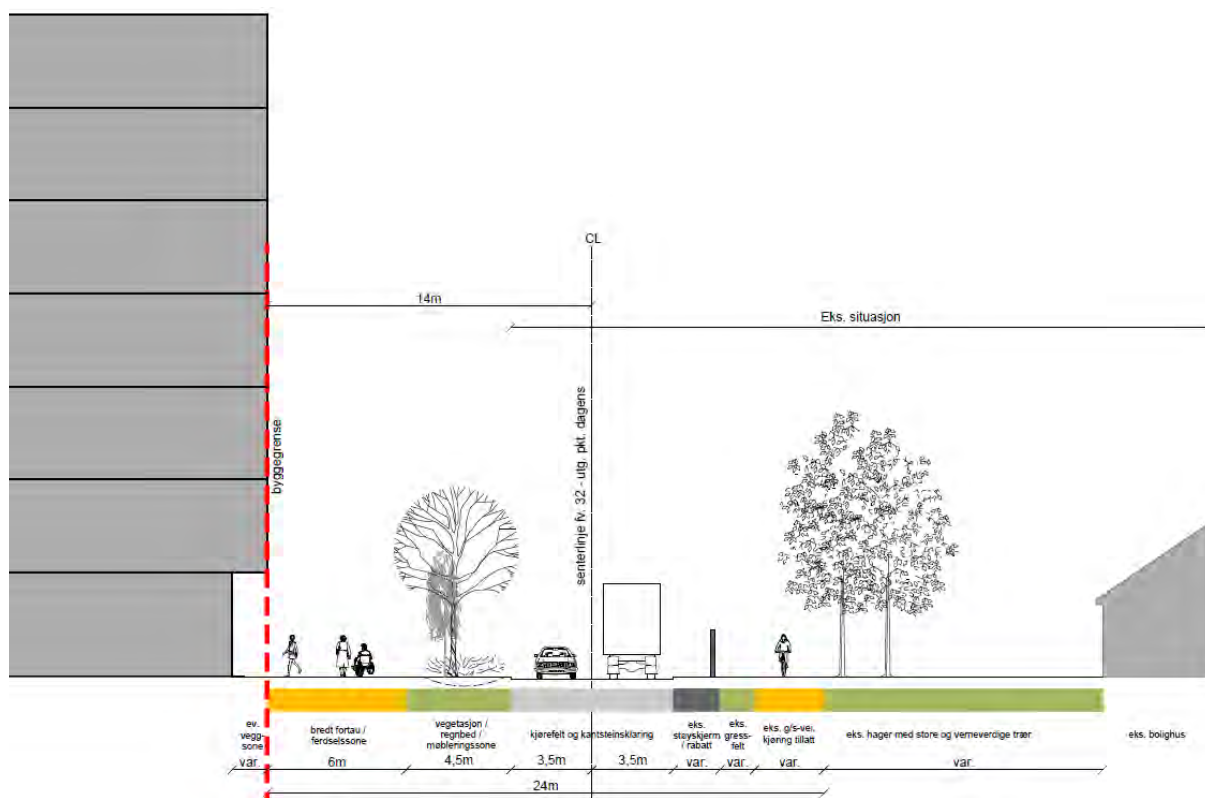 CL
14m
Eks. situasjon
byggegrense
senterlinje fv. 32 - utg. pkt. dagens
ev.
vegg-
sone
bredt fortau /
ferdselssone
vegetasjon /
regnbed /
møbleringssone
kjørefelt og kantsteinsklaring
eks.
støyskjerm
/ rabatt
eks.
gress-
felt
eks. g/s-vei,
kjøring tillatt
eks. hager med store og verneverdige trær
eks. bolighus
var.
6m
4,5m
3,5m
3,5m
var.
var.
var.
var.
24m